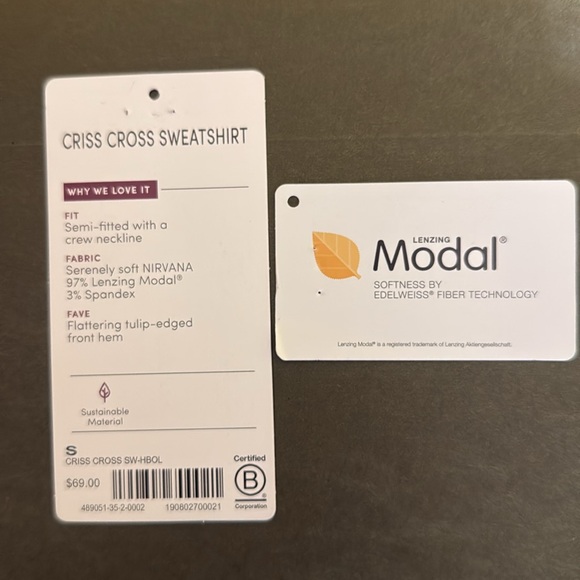 CRISS CROSS SWEATSHIRT
WHY WE LOVE IT
FIT
Semi-fitted with a
crew neckline
FABRIC
Serenely soft NIRVANA
97% Lenzing Modal®
3% Spandex
FAVE
Flattering tulip-edged
front hem
Sustainable
Material
S
CRISS CROSS SW-HBOL
$69.00
489051-35-2-0002 190802700021
Certified
B
®
Corporation
LENZING
Modal®
SOFTNESS BY
EDELWEISS® FIBER TECHNOLOGY
Lenzing Modal® is a registered trademark of Lenzing Aktiengesellschaft.